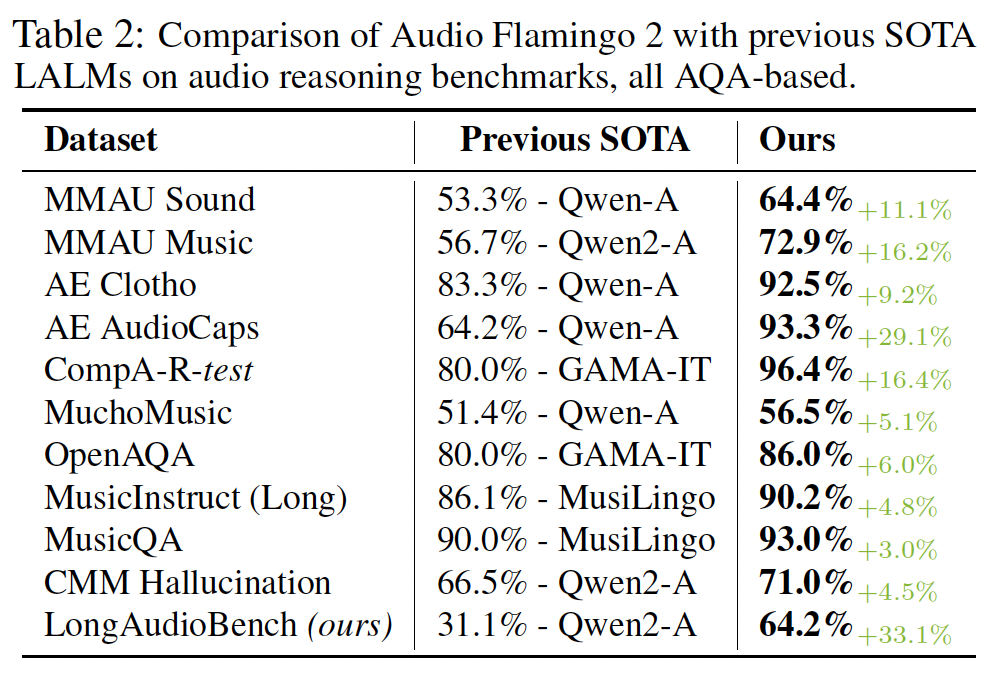 Table 2: Comparison of Audio Flamingo 2 with previous SOTA
LALMs on audio reasoning benchmarks, all AQA-based.
Dataset Previous SOTA Ours
MMAU Sound 53.3% - Qwen-A 64.4% +11.1%
MMAU Music 56.7% - Qwen2-A 72.9% +16.2%
AE Clotho 83.3% - Qwen-A 92.5% +9.2%
AE AudioCaps 64.2% - Qwen-A 93.3% +29.1%
CompA-R-test 80.0% - GAMA-IT 96.4% +16.4%
MuchoMusic 51.4% - Qwen-A 56.5% +5.1%
OpenAQA 80.0% - GAMA-IT 86.0% +6.0%
MusicInstruct (Long) 86.1% - MusiLingo 90.2% +4.8%
MusicQA 90.0% - MusiLingo 93.0% +3.0%
CMM Hallucination 66.5% - Qwen2-A 71.0% +4.5%
LongAudioBench (ours) 31.1% - Qwen2-A 64.2% +33.1%